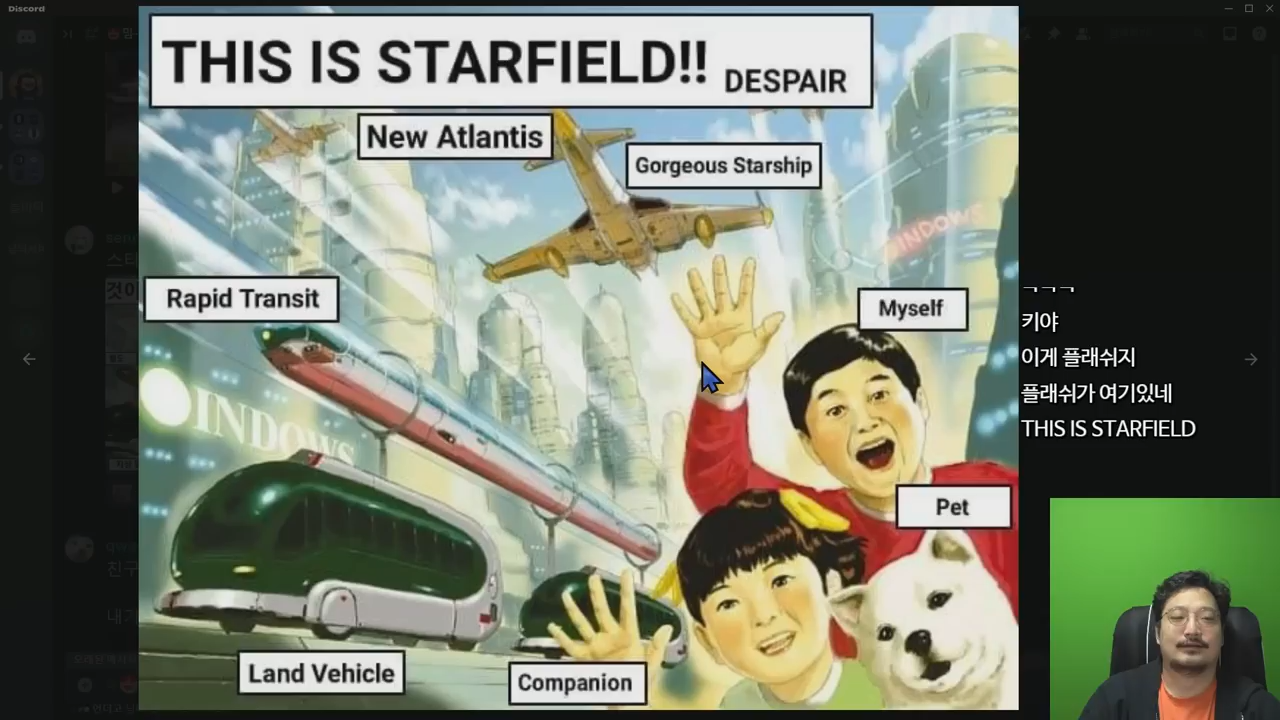 Discord
THIS IS STARFIELD!! DESPAIR
New Atlantis
Gorgeous Starship
INDOWS
Rapid Transit
Myself
INDOWS
Pet
Land Vehicle
Companion
키야
이게 플래쉬지
플래쉬가 여기있네
THIS IS STARFIELD